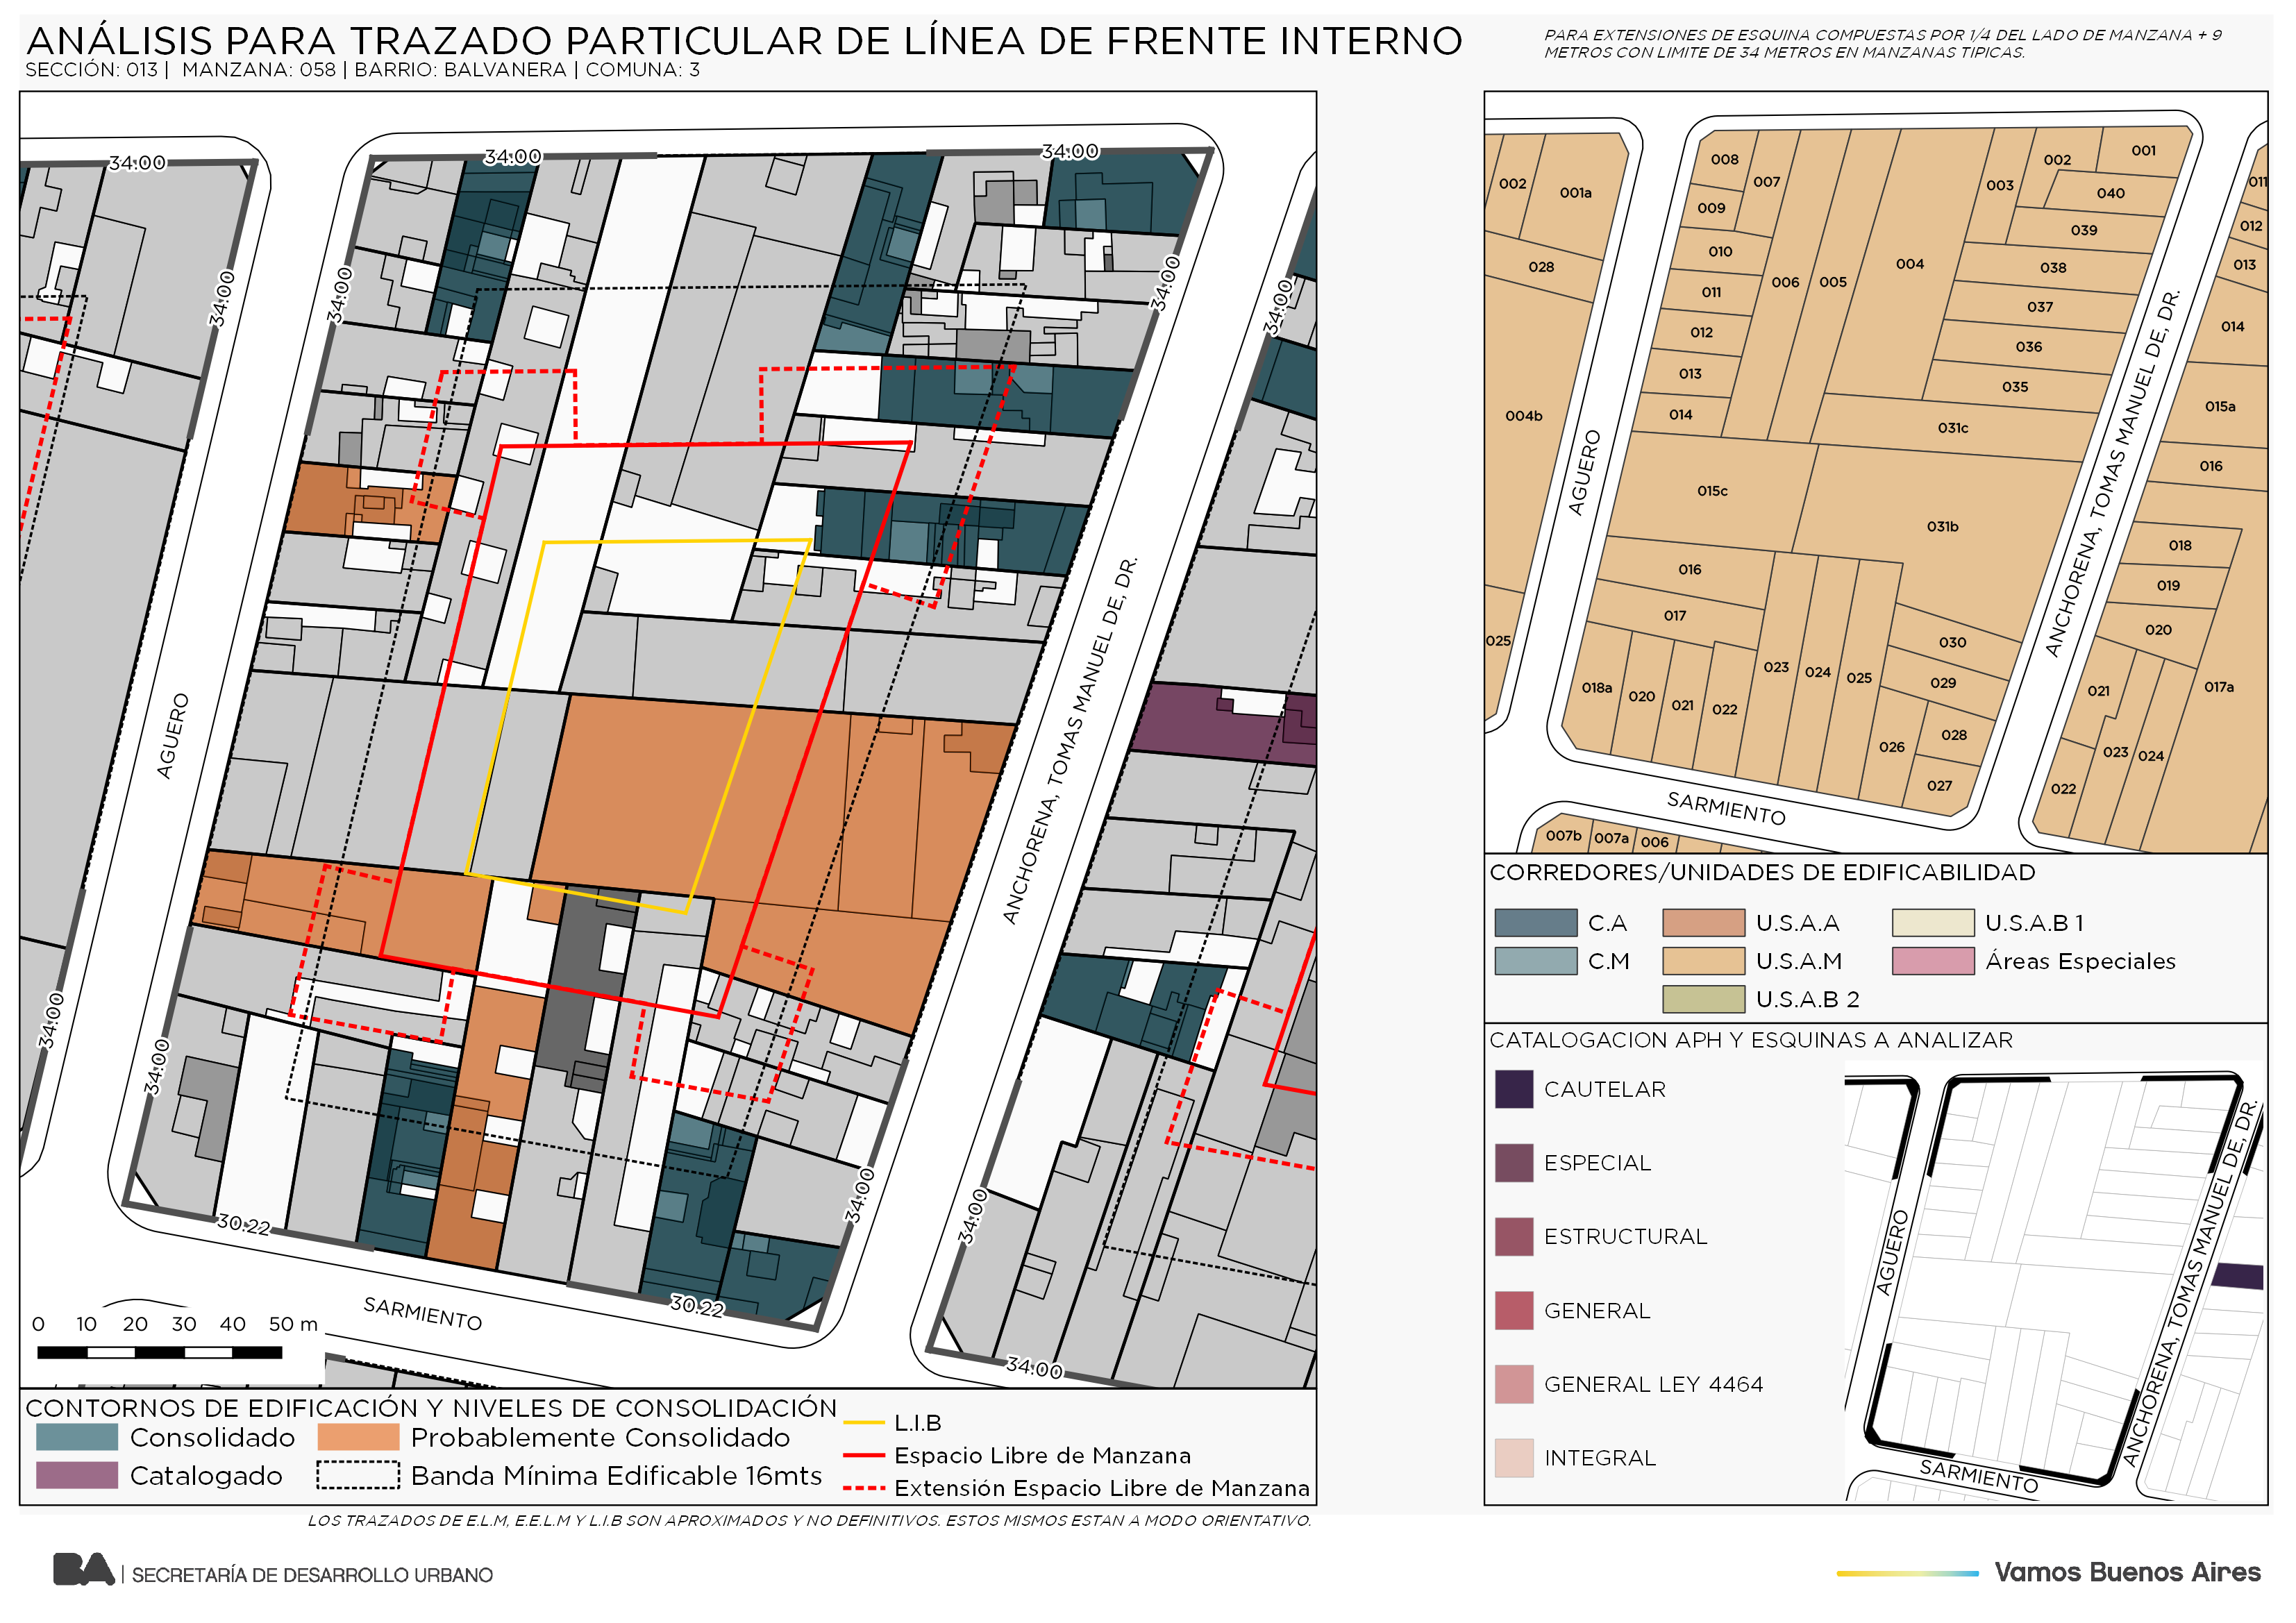 ANÁLISIS PARA TRAZADO PARTICULAR DE LÍNEA DE FRENTE INTERNO
SECCIÓN: 013 | MANZANA: 058 | BARRIO: BALVANERA | COMUNA: 3
PARA EXTENSIONES DE ESQUINA COMPUESTAS POR 1/4 DEL LADO DE MANZANA + 9
METROS CON LIMITE DE 34 METROS EN MANZANAS TIPICAS.
34.00
34.00
34.00
34.00
34.00
34.00
34.00
AGUERO
ANCHORENA, TOMAS MANUEL DE, DR.
34.00
34.00
34.00
34.00
30.22
30.22
34.00
SARMIENTO
0 10 20 30 40 50 m
CONTORNOS DE EDIFICACIÓN Y NIVELES DE CONSOLIDACIÓN
Consolidado
Probablemente Consolidado
Catalogado
Banda Mínima Edificable 16mts
L.I.B
Espacio Libre de Manzana
Extensión Espacio Libre de Manzana
LOS TRAZADOS DE E.L.M, E.E.L.M Y L.I.B SON APROXIMADOS Y NO DEFINITIVOS. ESTOS MISMOS ESTAN A MODO ORIENTATIVO.
002
001a
028
004b
025
008
007
009
010
011
012
013
014
006
005
004
003
002
001
040
039
038
037
036
035
031c
015c
031b
016
017
018a
020
021
022
023
024
025
026
030
029
028
027
011
012
013
014
015a
016
018
019
020
021
017a
023
024
022
007b
007a
006
AGUERO
ANCHORENA, TOMAS MANUEL DE, DR.
SARMIENTO
CORREDORES/UNIDADES DE EDIFICABILIDAD
C.A
U.S.A.A
U.S.A.B 1
C.M
U.S.A.M
Áreas Especiales
U.S.A.B 2
CATALOGACION APH Y ESQUINAS A ANALIZAR
CAUTELAR
ESPECIAL
ESTRUCTURAL
GENERAL
GENERAL LEY 4464
INTEGRAL
AGUERO
ANCHORENA, TOMAS MANUEL DE, DR.
SARMIENTO
BA | SECRETARÍA DE DESARROLLO URBANO
Vamos Buenos Aires